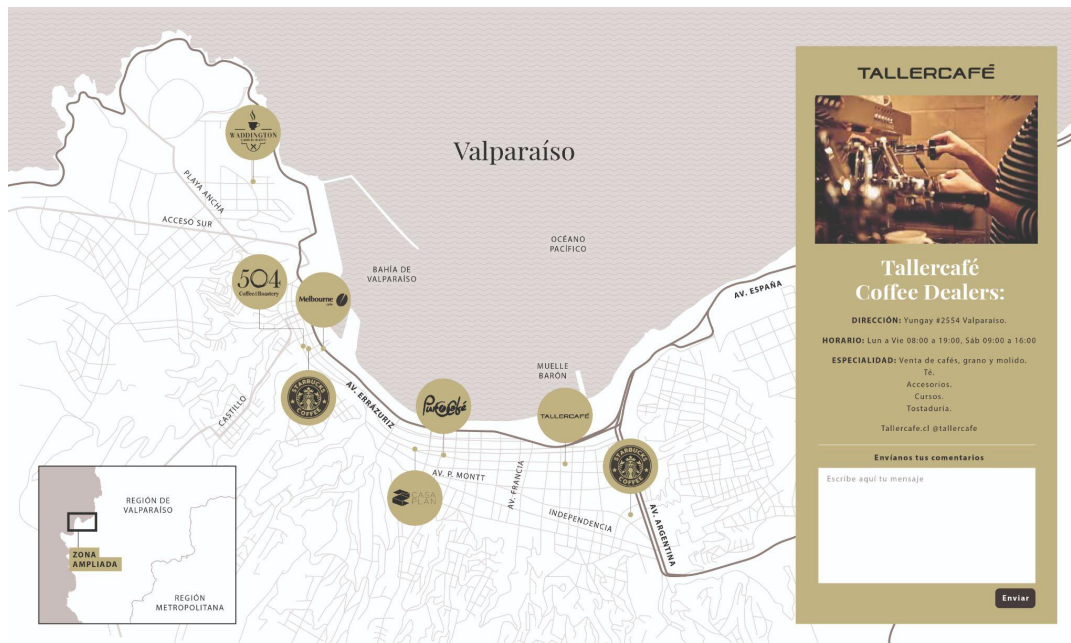 Valparaíso
WADDINGTON
PLAYA ANCHA
ACCESO SUR
OCÉANO
PACÍFICO
BAHÍA DE
VALPARAÍSO
504
Coffee&Roastery
Melbourne
AV. ESPAÑA
MUELLE
BARÓN
STARBUCKS
COFFEE
AV. ERRÁZURIZ
CASTILLO
PuroCafé
TALLERCAFÉ
STARBUCKS
COFFEE
AV. P. MONTT
AV. FRANCIA
CASA
PLAN
INDEPENDENCIA
AV. ARGENTINA
REGIÓN DE
VALPARAÍSO
ZONA
AMPLIADA
REGIÓN
METROPOLITANA
TALLERCAFÉ
Tallercafé
Coffee Dealers:
DIRECCIÓN: Yungay #2554 Valparaíso.
HORARIO: Lun a Vie 08:00 a 19:00, Sáb 09:00 a 16:00
ESPECIALIDAD: Venta de cafés, grano y molido.
Té.
Accesorios.
Cursos.
Tostaduría.
Tallercafe.cl @tallercafe
Envíanos tus comentarios
Escribe aquí tu mensaje
Enviar